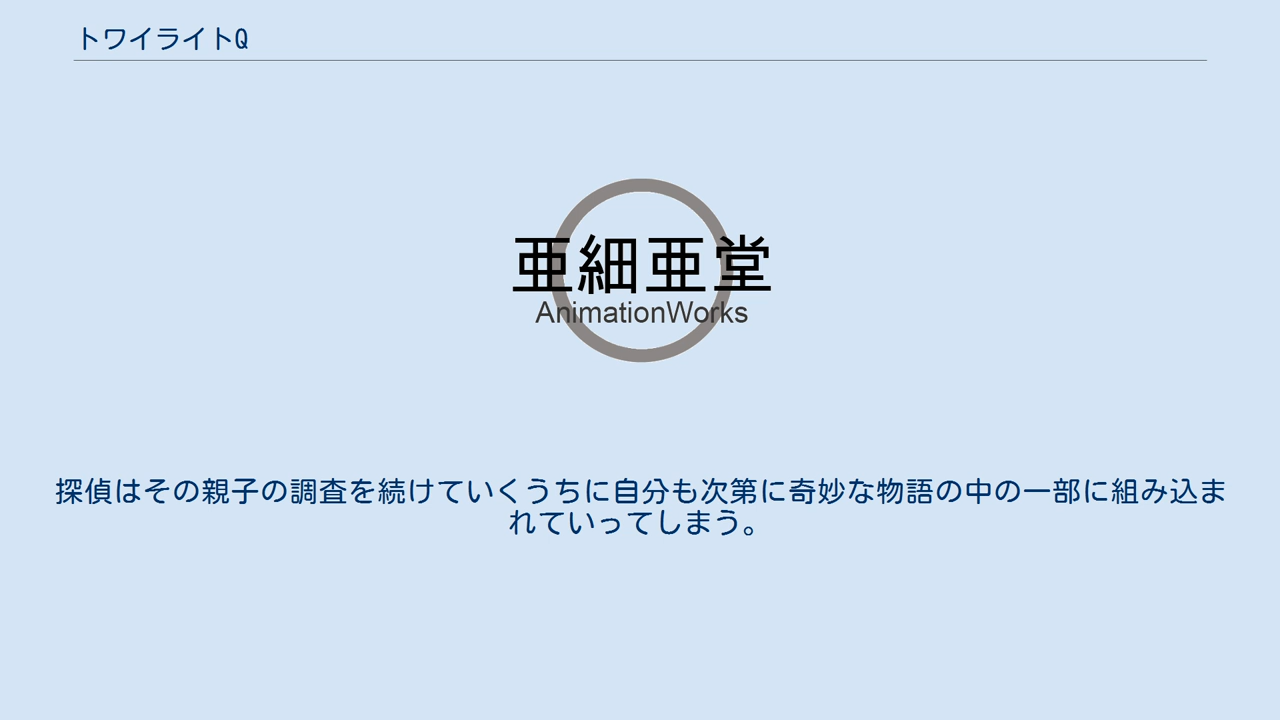 トワイライトQ
亜細亜堂
AnimationWorks
探偵はその親子の調査を続けていくうちに自分も次第に奇妙な物語の中の一部に組み込ま
れていってしまう。